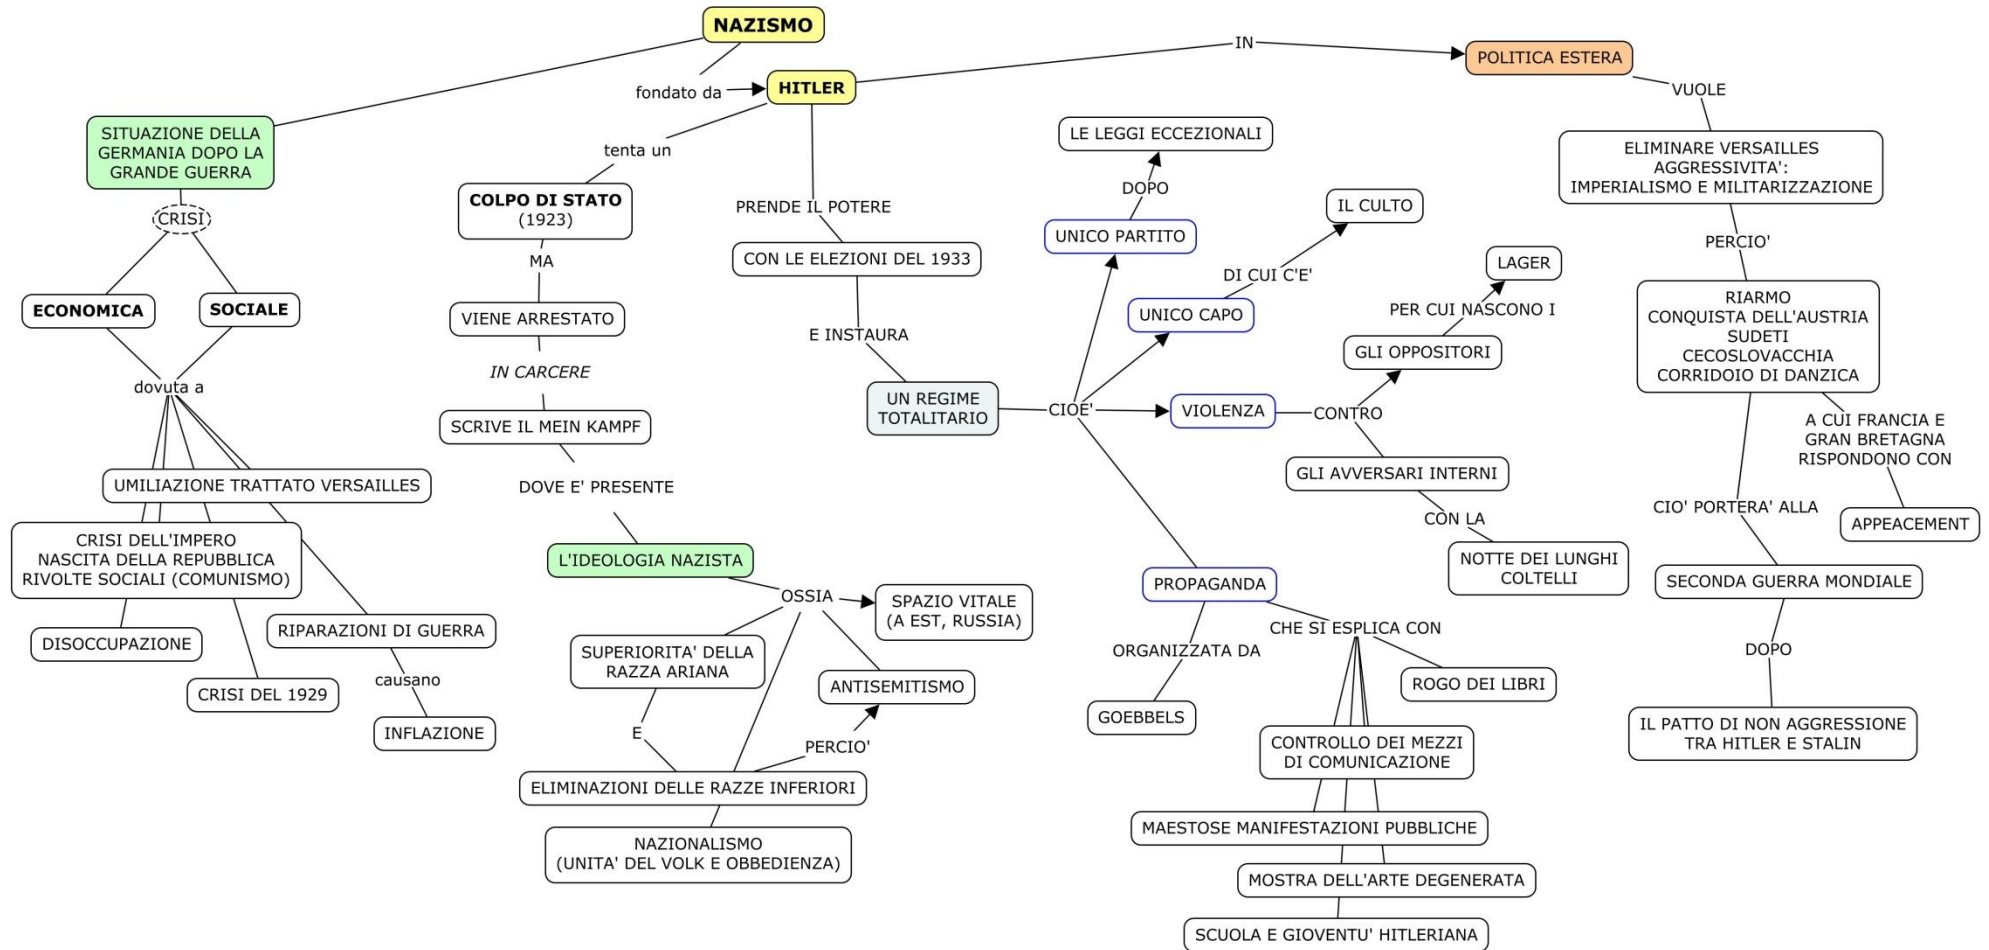 NAZISMO
fondato da
HITLER
IN
POLITICA ESTERA
SITUAZIONE DELLA
GERMANIA DOPO LA
GRANDE GUERRA
CRISI
ECONOMICA
SOCIALE
dovuta a
UMILIAZIONE TRATTATO VERSAILLES
CRISI DELL'IMPERO
NASCITA DELLA REPUBBLICA
RIVOLTE SOCIALI (COMUNISMO)
DISOCCUPAZIONE
CRISI DEL 1929
RIPARAZIONI DI GUERRA
causano
INFLAZIONE
tenta un
COLPO DI STATO
(1923)
MA
VIENE ARRESTATO
IN CARCERE
SCRIVE IL MEIN KAMPF
DOVE E' PRESENTE
L'IDEOLOGIA NAZISTA
OSSIA
SPAZIO VITALE
(A EST, RUSSIA)
SUPERIORITA' DELLA
RAZZA ARIANA
ANTISEMITISMO
E
PERCIO'
ELIMINAZIONI DELLE RAZZE INFERIORI
NAZIONALISMO
(UNITA' DEL VOLK E OBBEDIENZA)
PRENDE IL POTERE
CON LE ELEZIONI DEL 1933
E INSTAURA
UN REGIME
TOTALITARIO
CIOE'
LE LEGGI ECCEZIONALI
DOPO
UNICO PARTITO
IL CULTO
DI CUI C'E'
UNICO CAPO
LAGER
PER CUI NASCONO I
GLI OPPOSITORI
VIOLENZA
CONTRO
GLI AVVERSARI INTERNI
CON LA
NOTTE DEI LUNGHI
COLTELLI
PROPAGANDA
ORGANIZZATA DA
GOEBBELS
CHE SI ESPLICA CON
ROGO DEI LIBRI
CONTROLLO DEI MEZZI
DI COMUNICAZIONE
MAESTOSE MANIFESTAZIONI PUBBLICHE
MOSTRA DELL'ARTE DEGENERATA
SCUOLA E GIOVENTU' HITLERIANA
VUOLE
ELIMINARE VERSAILLES
AGGRESSIVITA':
IMPERIALISMO E MILITARIZZAZIONE
PERCIO'
RIARMO
CONQUISTA DELL'AUSTRIA
SUDETI
CECOSLOVACCHIA
CORRIDOIO DI DANZICA
A CUI FRANCIA E
GRAN BRETAGNA
RISPONDONO CON
APPEACEMENT
CIO' PORTERA' ALLA
SECONDA GUERRA MONDIALE
DOPO
IL PATTO DI NON AGGRESSIONE
TRA HITLER E STALIN